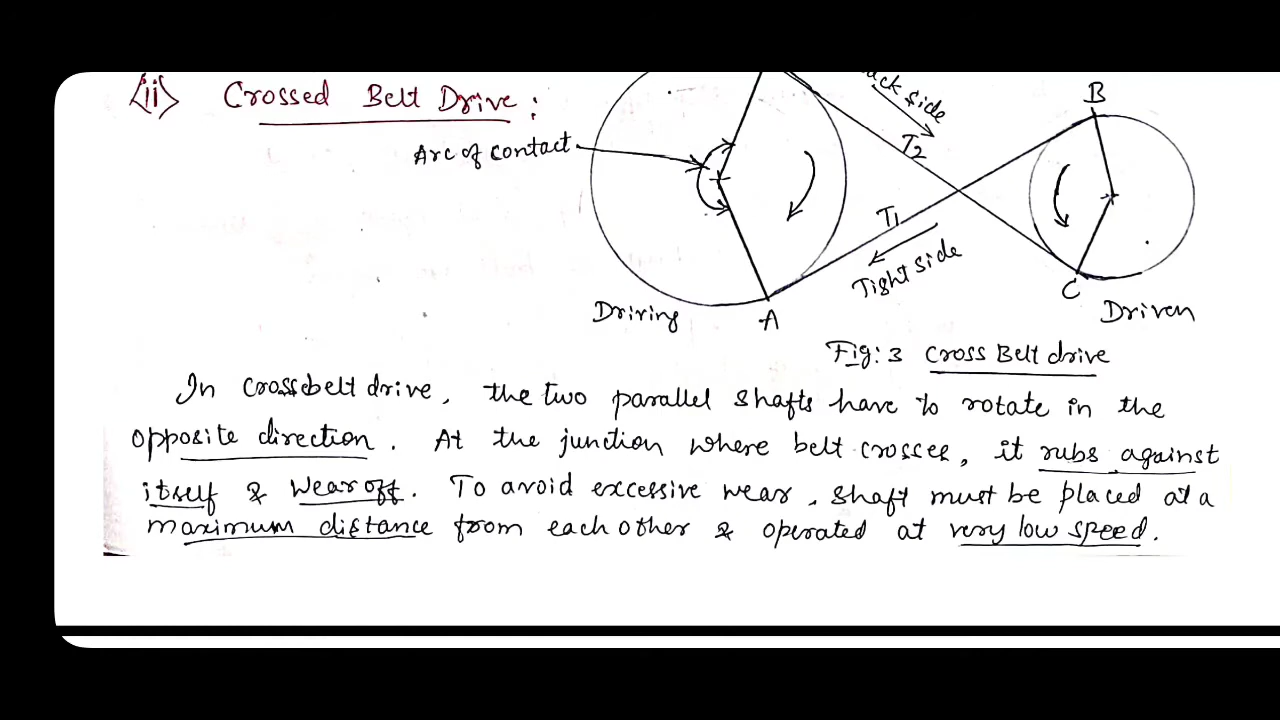 (ii) Crossed Belt Drive :
side
B
T2
Arc of contact
T1
Tight side
C
Driving
A
Driven
Fig: 3 Cross Belt drive
In crossbelt drive, the two parallel shafts have to rotate in the
opposite direction. At the junction where belt crosses, it rubs against
itself & wear off. To avoid excessive wear, shaft must be placed at a
maximum distance from each other & operated at very low speed.